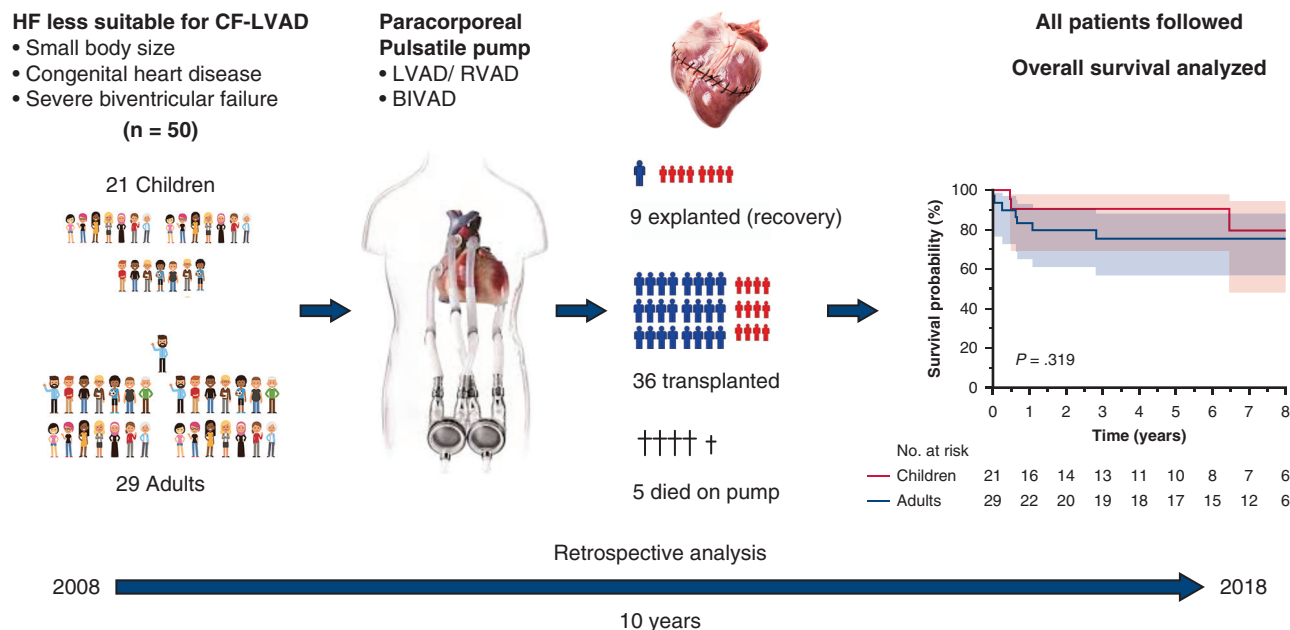 HF less suitable for CF-LVAD
• Small body size
• Congenital heart disease
• Severe biventricular failure
(n = 50)
21 Children
29 Adults
Paracorporeal
Pulsatile pump
• LVAD/ RVAD
• BIVAD
9 explanted (recovery)
36 transplanted
5 died on pump
All patients followed
Overall survival analyzed
Survival probability (%)
100
80
60
40
20
0
P = .319
0 1 2 3 4 5 6 7 8
Time (years)
No. at risk
Children 21 16 14 13 11 10 8 7 6
Adults 29 22 20 19 18 17 15 12 6
Retrospective analysis
2008 2018
10 years